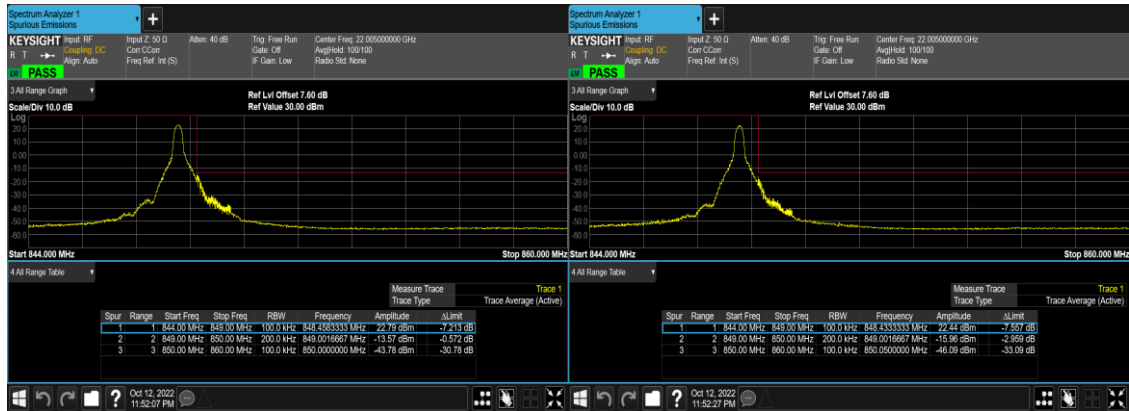 Spectrum Analyzer 1
Spurious Emissions
+
KEYSIGHT Input: RF Input Z: 50 Ω Atten: 40 dB Trig: Free Run Center Freq: 22.005000000 GHz
R T Coupling: DC Corr CCorr Gate: Off Avg|Hold: 100/100
Align: Auto Freq Ref: Int (S) IF Gain: Low Radio Std: None
LW PASS
3 All Range Graph
Ref Lvl Offset 7.60 dB
Scale/Div 10.0 dB Ref Value 30.00 dBm
Log
20.0
10.0
0.00
-10.0
-20.0
-30.0
-40.0
-50.0
-60.0
Start 844.000 MHz Stop 860.000 MHz
4 All Range Table
Measure Trace Trace 1
Trace Type Trace Average (Active)
Spur Range Start Freq Stop Freq RBW Frequency Amplitude ΔLimit
1 1 844.00 MHz 849.00 MHz 100.0 kHz 848.4583333 MHz 22.79 dBm -7.213 dB
2 2 849.00 MHz 850.00 MHz 200.0 kHz 849.0016667 MHz -13.57 dBm -0.572 dB
3 3 850.00 MHz 860.00 MHz 100.0 kHz 850.0000000 MHz -43.78 dBm -30.78 dB
? Oct 12, 2022
11:52:07 PM
Spectrum Analyzer 1
Spurious Emissions
+
KEYSIGHT Input: RF Input Z: 50 Ω Atten: 40 dB Trig: Free Run Center Freq: 22.005000000 GHz
R T Coupling: DC Corr CCorr Gate: Off Avg|Hold: 100/100
Align: Auto Freq Ref: Int (S) IF Gain: Low Radio Std: None
LW PASS
3 All Range Graph
Ref Lvl Offset 7.60 dB
Scale/Div 10.0 dB Ref Value 30.00 dBm
Log
20.0
10.0
0.00
-10.0
-20.0
-30.0
-40.0
-50.0
-60.0
Start 844.000 MHz Stop 860.000 MHz
4 All Range Table
Measure Trace Trace 1
Trace Type Trace Average (Active)
Spur Range Start Freq Stop Freq RBW Frequency Amplitude ΔLimit
1 1 844.00 MHz 849.00 MHz 100.0 kHz 848.4333333 MHz 22.44 dBm -7.557 dB
2 2 849.00 MHz 850.00 MHz 200.0 kHz 849.0016667 MHz -15.96 dBm -2.959 dB
3 3 850.00 MHz 860.00 MHz 100.0 kHz 850.0500000 MHz -46.09 dBm -33.09 dB
? Oct 12, 2022
11:52:27 PM